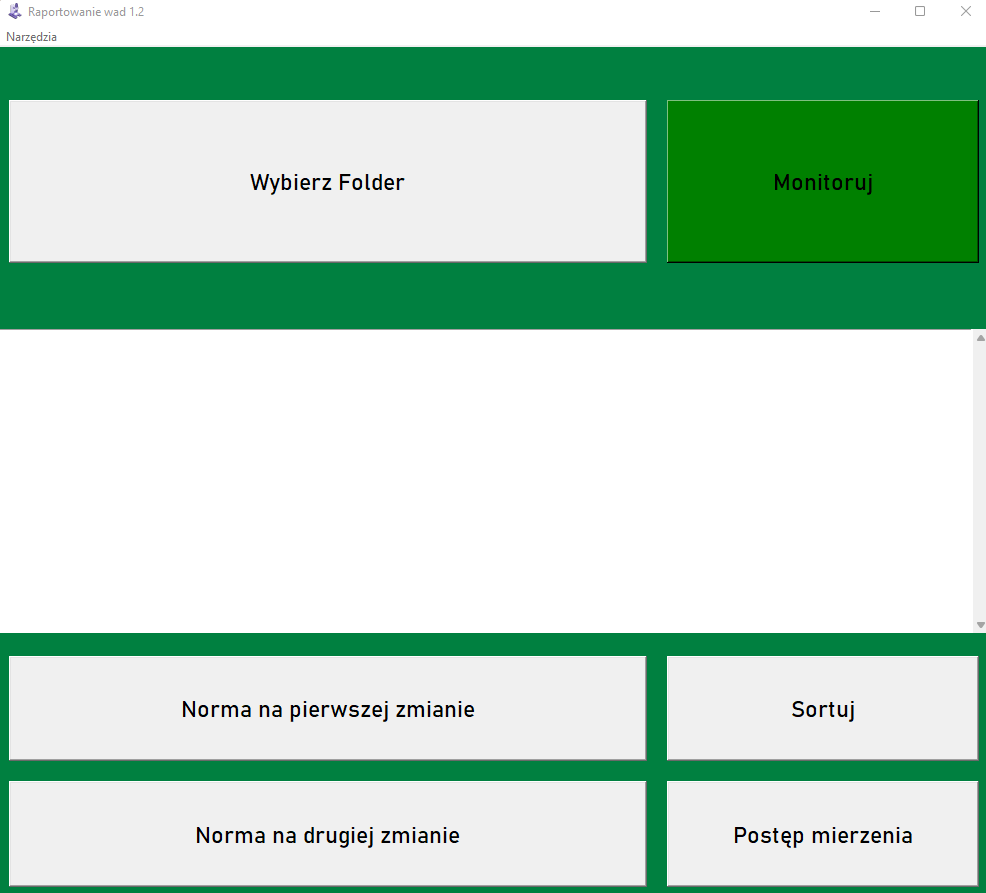 Raportowanie wad 1.2
Narzędzia
Wybierz Folder
Monitoruj
Norma na pierwszej zmianie
Sortuj
Norma na drugiej zmianie
Postęp mierzenia